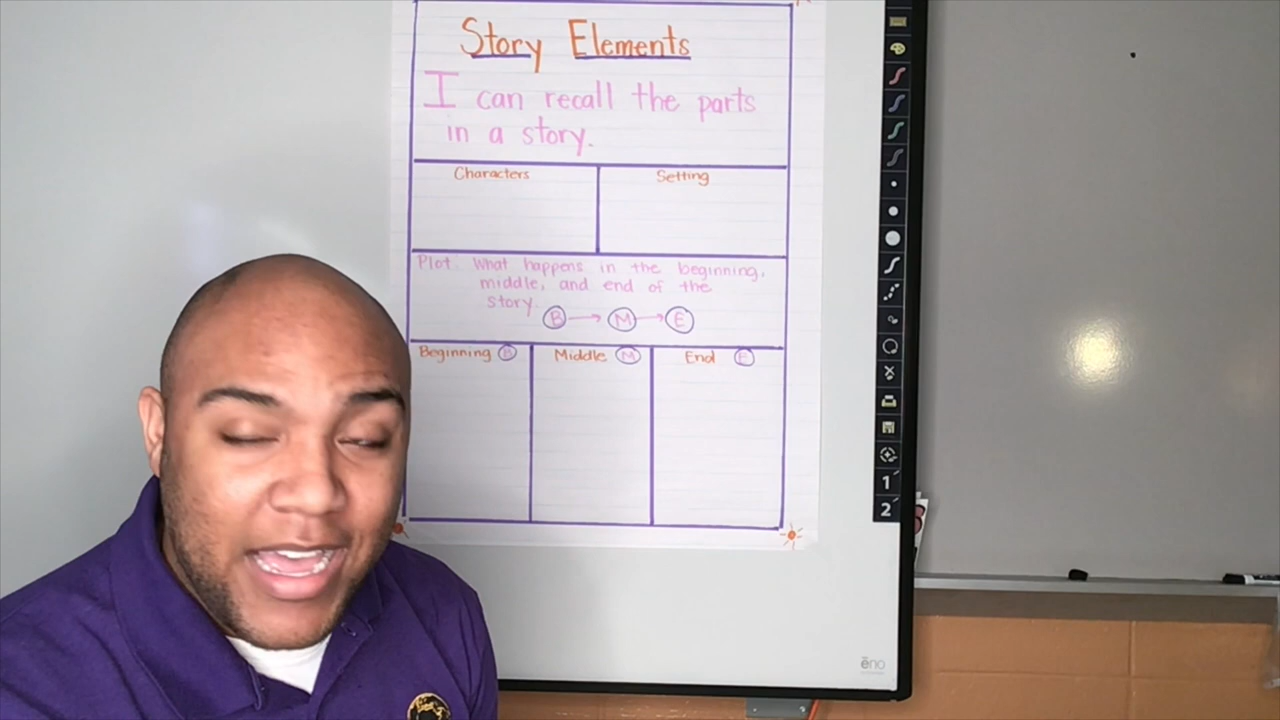 Story Elements
I can recall the parts
in a story.
Characters
Setting
Plot: What happens in the beginning,
middle, and end of the
story.
B M E
Beginning B
Middle M
End E
1
2
ēno